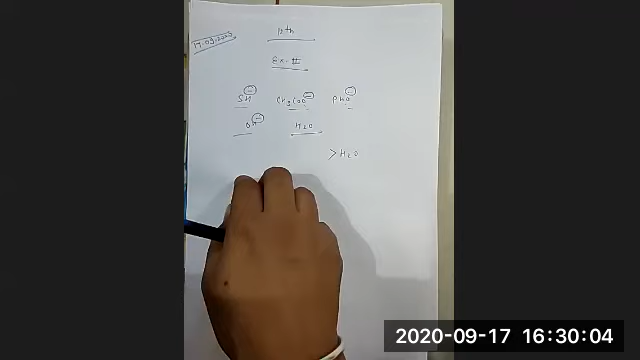 17.09.2020
12th
Ex-II
SH⊖ CH3COO⊖ PhO⊖
OH⊖ H2O
> H2O
2020-09-17 16:30:04